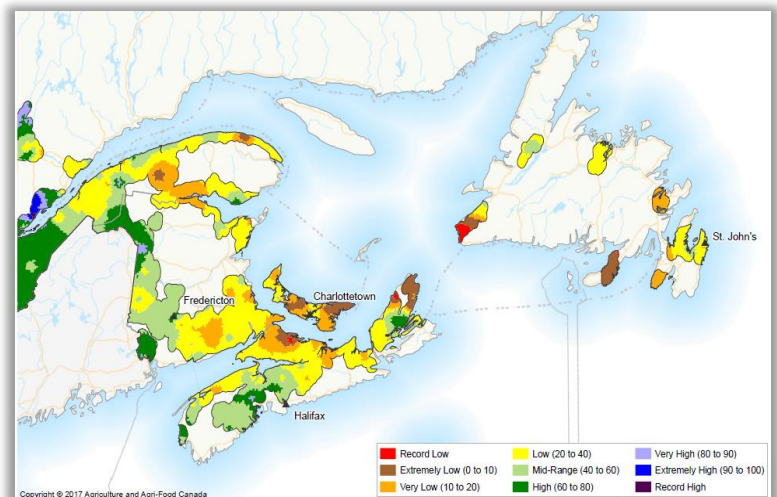 St. John's
Charlottetown
Fredericton
Halifax
Record Low
Low (20 to 40)
Very High (80 to 90)
Extremely Low (0 to 10)
Mid-Range (40 to 60)
Extremely High (90 to 100)
Very Low (10 to 20)
High (60 to 80)
Record High
Copyright © 2017 Agriculture and Agri-Food Canada